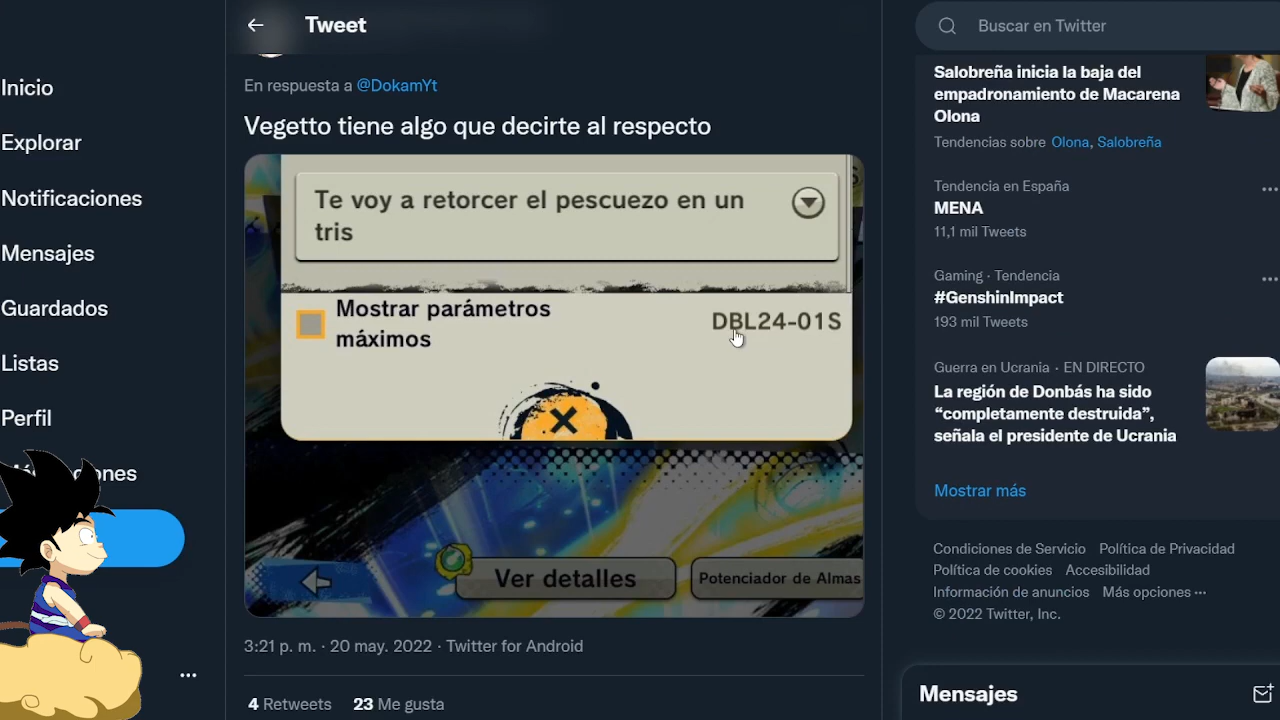 Tweet
Buscar en Twitter
Inicio
Explorar
Notificaciones
Mensajes
Guardados
Listas
Perfil
ones
En respuesta a @DokamYt
Vegetto tiene algo que decirte al respecto
Te voy a retorcer el pescuezo en un
tris
Mostrar parámetros
máximos
DBL24-01S
Ver detalles
Potenciador de Almas
3:21 p. m. · 20 may. 2022 · Twitter for Android
4 Retweets 23 Me gusta
Salobreña inicia la baja del
empadronamiento de Macarena
Olona
Tendencias sobre Olona, Salobreña
Tendencia en España
MENA
11,1 mil Tweets
Gaming · Tendencia
#GenshinImpact
193 mil Tweets
Guerra en Ucrania · EN DIRECTO
La región de Donbás ha sido
“completamente destruida”,
señala el presidente de Ucrania
Mostrar más
Condiciones de Servicio Política de Privacidad
Política de cookies Accesibilidad
Información de anuncios Más opciones ···
© 2022 Twitter, Inc.
Mensajes